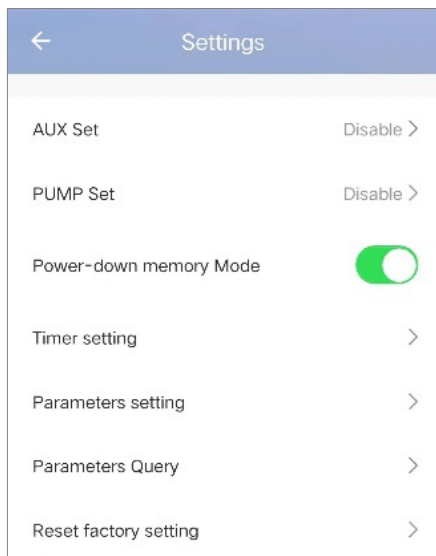 Settings
AUX Set Disable
PUMP Set Disable
Power-down memory Mode
Timer setting
Parameters setting
Parameters Query
Reset factory setting